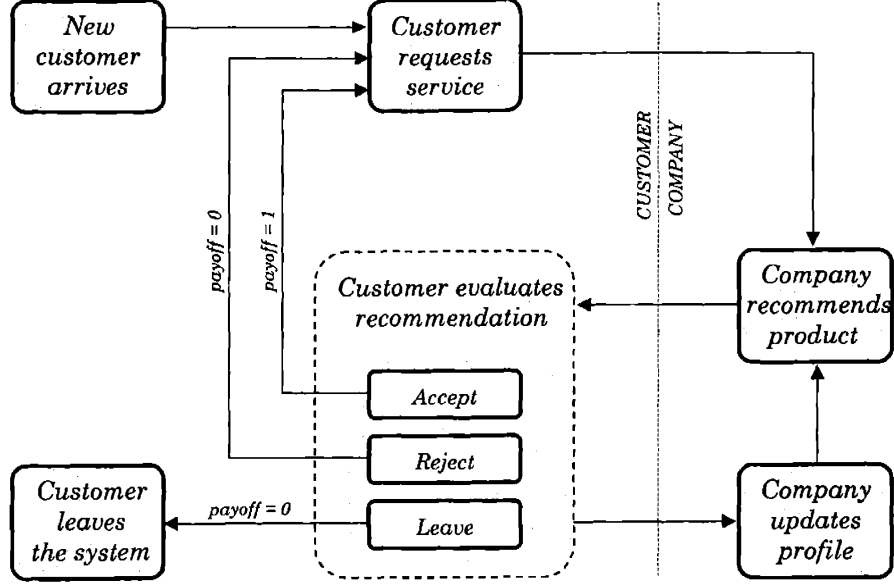 New
customer
arrives
Customer
requests
service
CUSTOMER
COMPANY
payoff = 0
payoff = 1
Customer evaluates
recommendation
Company
recommends
product
Accept
Reject
Leave
payoff = 0
Customer
leaves
the system
Company
updates
profile